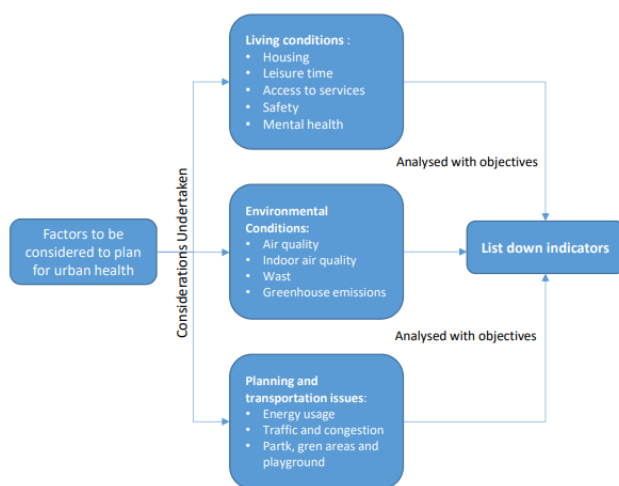 Living conditions :
• Housing
• Leisure time
• Access to services
• Safety
• Mental health
Analysed with objectives
Considerations Undertaken
Factors to be
considered to plan
for urban health
Environmental
Conditions:
• Air quality
• Indoor air quality
• Wast
• Greenhouse emissions
List down indicators
Analysed with objectives
Planning and
transportation issues:
• Energy usage
• Traffic and congestion
• Partk, gren areas and
playground